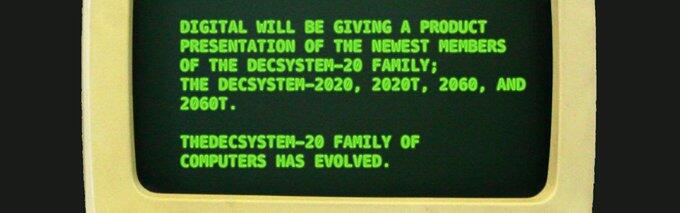 DIGITAL WILL BE GIVING A PRODUCT
PRESENTATION OF THE NEWEST MEMBERS
OF THE DECSYSTEM-20 FAMILY;
THE DECSYSTEM-2020, 2020T, 2060, AND
2060T.
THEDECSYSTEM-20 FAMILY OF
COMPUTERS HAS EVOLVED.